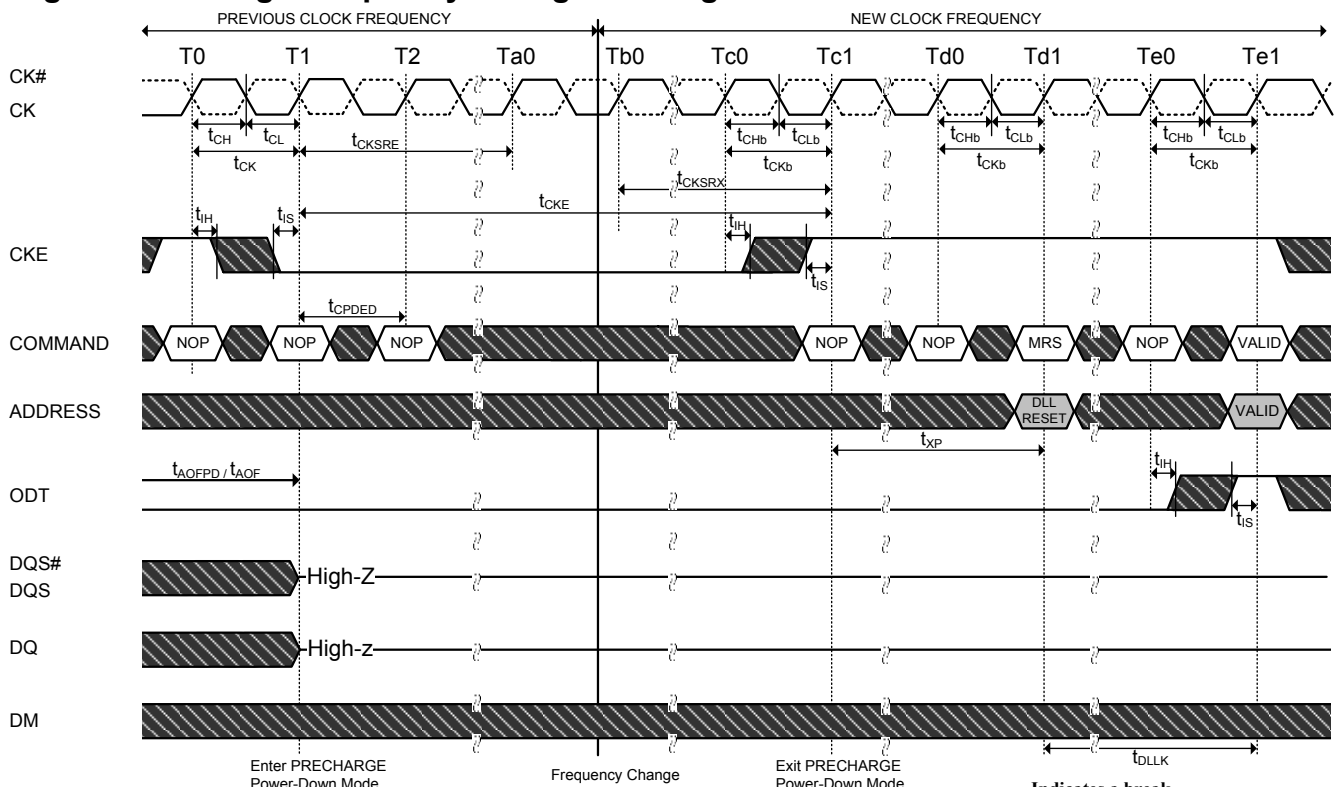 PREVIOUS CLOCK FREQUENCY NEW CLOCK FREQUENCY
T0 T1 T2 Ta0 Tb0 Tc0 Tc1 Td0 Td1 Te0 Te1
CK#
CK
tCH tCL tCHb tCLb tCHb tCLb tCHb tCLb
tCK tCKSRE tCKb tCKb tCKb
tCKSRX
tCKE
tIH tIS tIH tIS
CKE
tCPDED
COMMAND NOP NOP NOP NOP NOP MRS NOP VALID
ADDRESS DLL RESET VALID
tXP
tAOFPD / tAOF tIH tIS
ODT
DQS#
DQS
High-Z
DQ High-z
DM
tDLLK
Enter PRECHARGE
Power-Down Mode
Frequency Change
Exit PRECHARGE
Power-Down Mode
Indicates a break